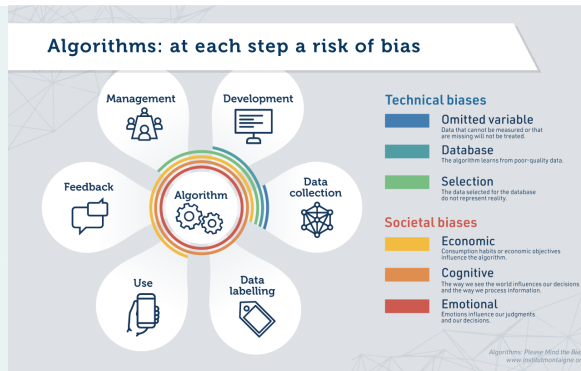 Algorithms: at each step a risk of bias
Management
Development
Feedback
Algorithm
Data
collection
Use
Data
labelling
Technical biases
Omitted variable
Data that cannot be measured or that
are missing will not be treated.
Database
The algorithm learns from poor-quality data.
Selection
The data selected for the database
do not represent reality.
Societal biases
Economic
Consumption habits or economic objectives
influence the algorithm.
Cognitive
The way we see the world influences our decisions
and the way we process information.
Emotional
Emotions influence our judgments
and our decisions.
Algorithms: Please Mind the